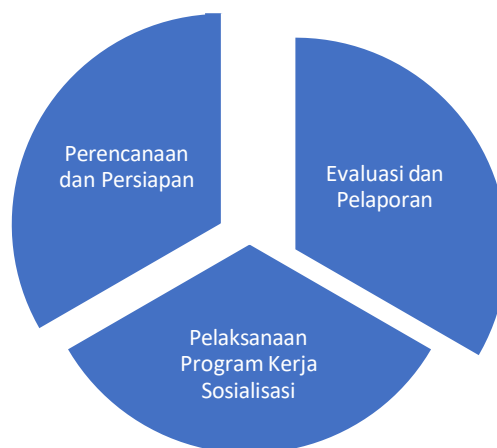 Perencanaan
dan Persiapan
Evaluasi dan
Pelaporan
Pelaksanaan
Program Kerja
Sosialisasi